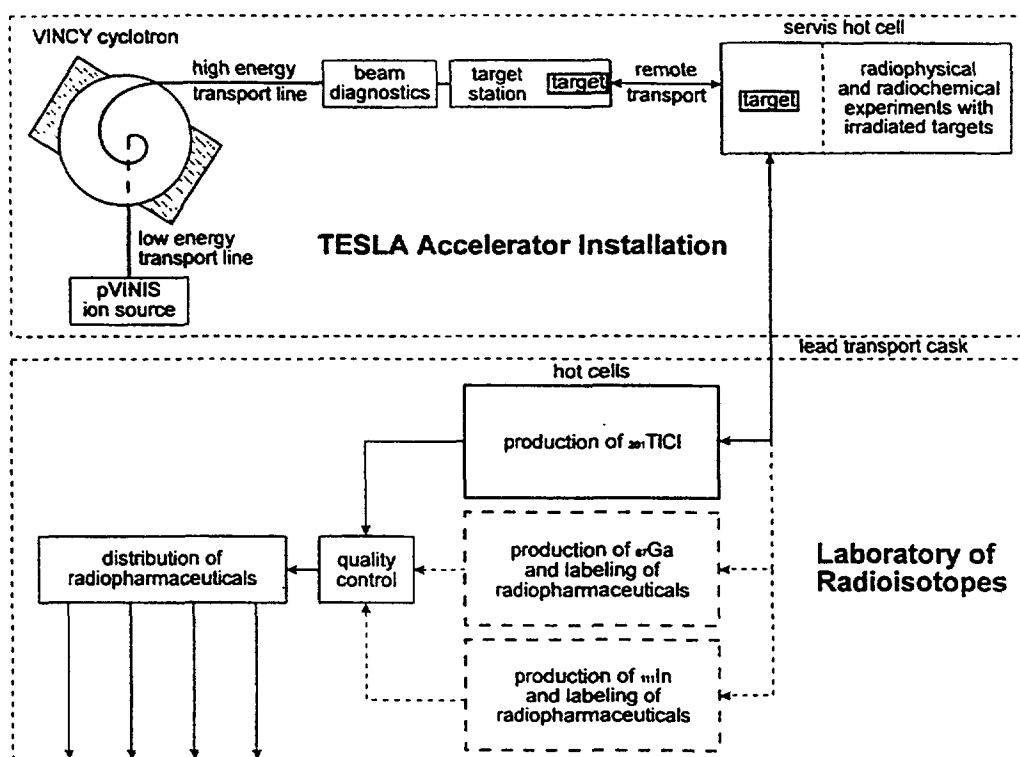 VINCY cyclotron
high energy
transport line
beam
diagnostics
target
station
target
remote
transport
servis hot cell
target
radiophysical
and radiochemical
experiments with
irradiated targets
low energy
transport line
pVINIS
ion source
TESLA Accelerator Installation
lead transport cask
hot cells
production of 201TlCl
distribution of
radiopharmaceuticals
quality
control
production of 67Ga
and labeling of
radiopharmaceuticals
Laboratory of
Radioisotopes
production of 111In
and labeling of
radiopharmaceuticals